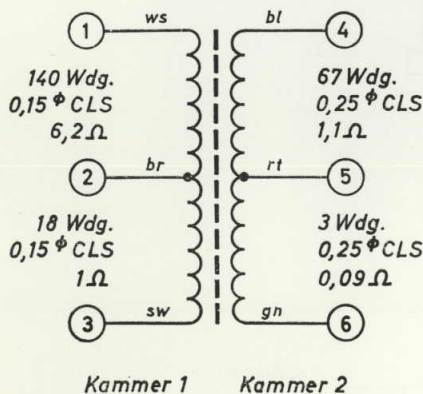 1 ws
140 Wdg.
0,15 ⌀ CLS
6,2 Ω
2 br
18 Wdg.
0,15 ⌀ CLS
1 Ω
3 sw
Kammer 1
bl 4
67 Wdg.
0,25 ⌀ CLS
1,1 Ω
rt 5
3 Wdg.
0,25 ⌀ CLS
0,09 Ω
gn 6
Kammer 2